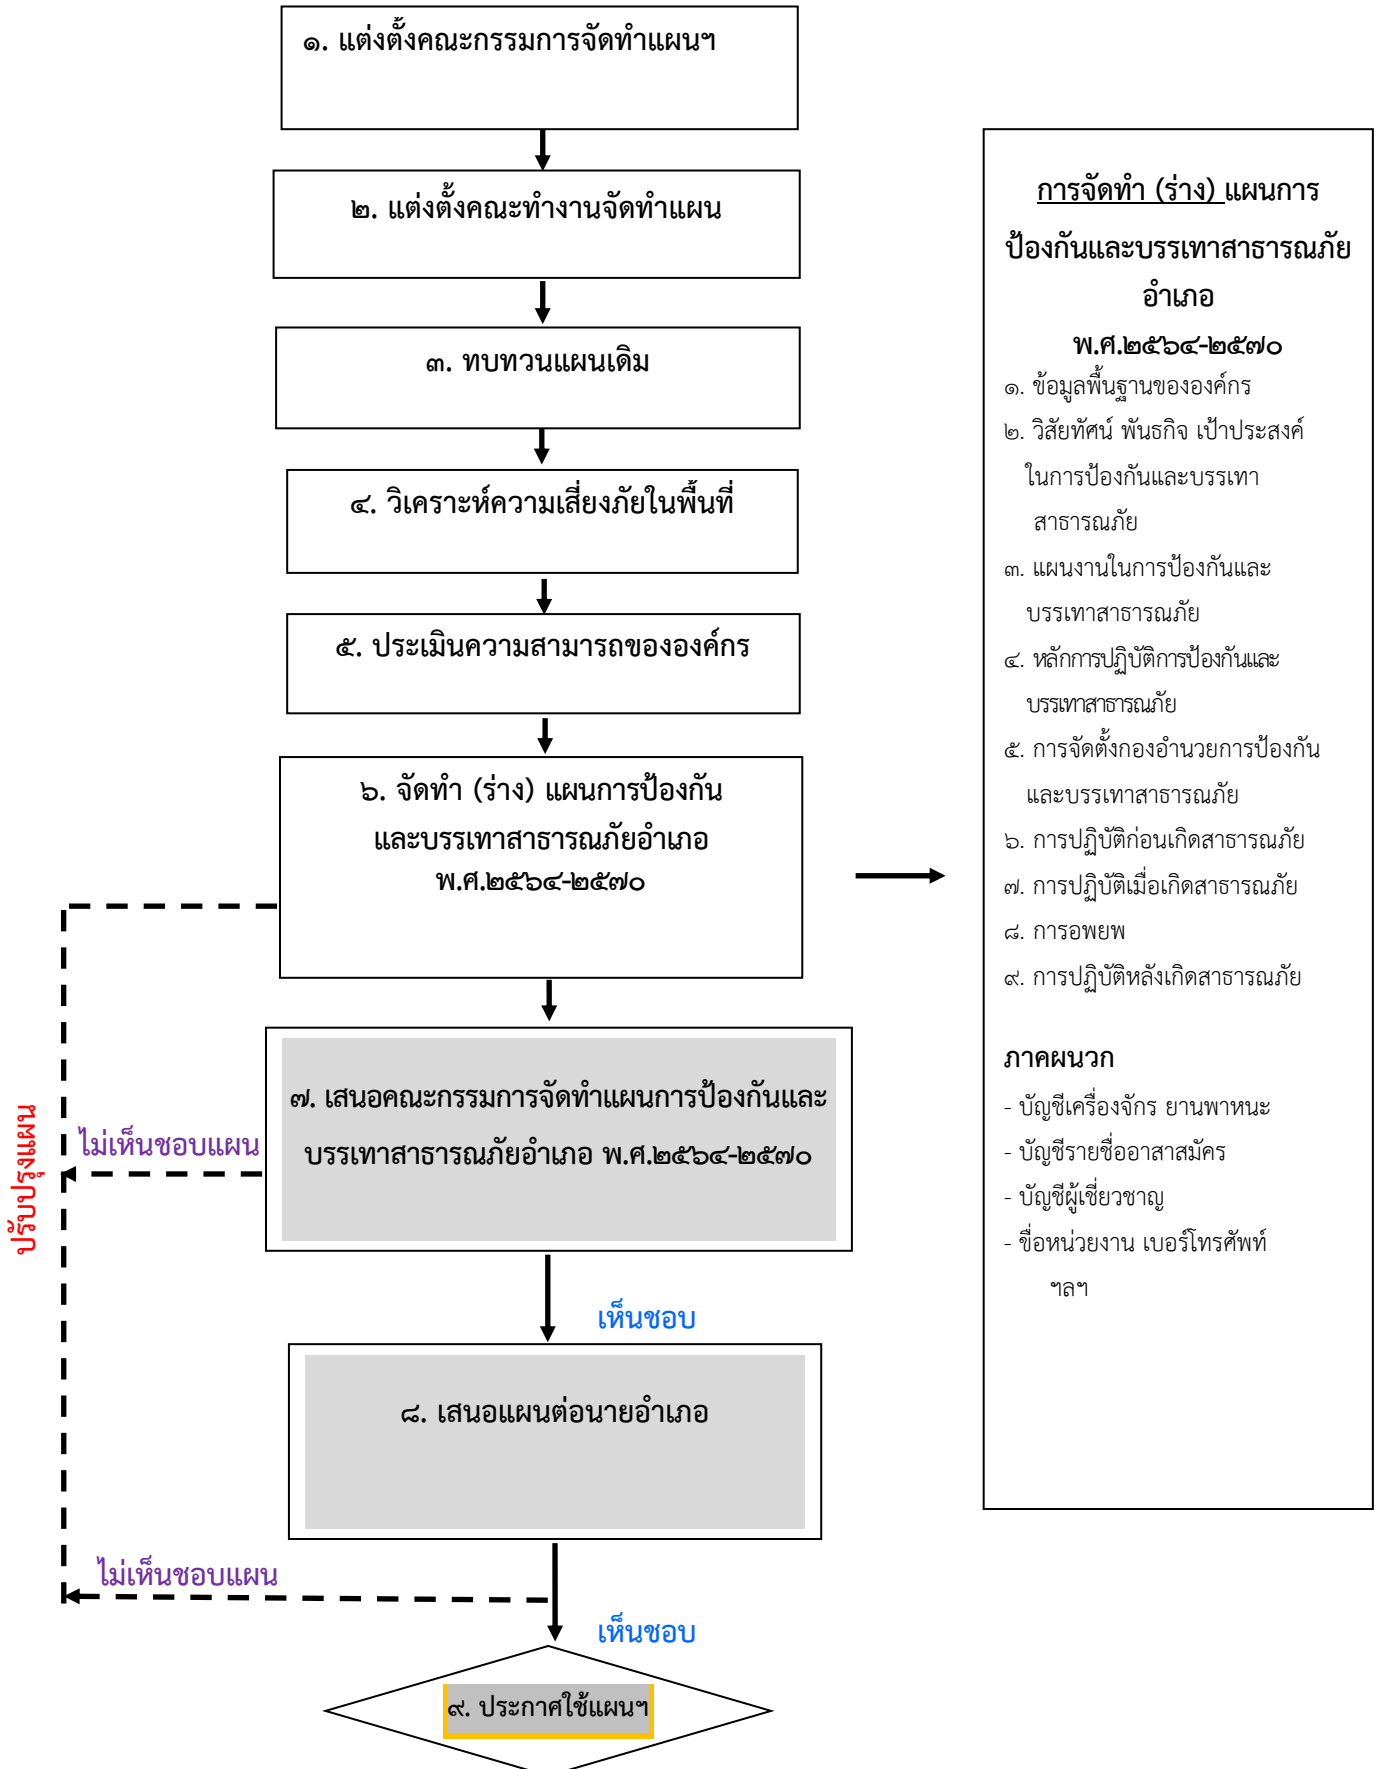 ๑. แต่งตั้งคณะกรรมการจัดทำแผนฯ
๒. แต่งตั้งคณะทำงานจัดทำแผน
๓. ทบทวนแผนเดิม
๔. วิเคราะห์ความเสี่ยงภัยในพื้นที่
๕. ประเมินความสามารถขององค์กร
๖. จัดทำ (ร่าง) แผนการป้องกัน
และบรรเทาสาธารณภัยอำเภอ
พ.ศ.๒๕๖๔-๒๕๗๐
๗. เสนอคณะกรรมการจัดทำแผนการป้องกันและ
บรรเทาสาธารณภัยอำเภอ พ.ศ.๒๕๖๔-๒๕๗๐
ไม่เห็นชอบแผน
ปรับปรุงแผน
เห็นชอบ
๘. เสนอแผนต่อนายอำเภอ
ไม่เห็นชอบแผน
เห็นชอบ
๙. ประกาศใช้แผนฯ
การจัดทำ (ร่าง) แผนการ
ป้องกันและบรรเทาสาธารณภัย
อำเภอ
พ.ศ.๒๕๖๔-๒๕๗๐
๑. ข้อมูลพื้นฐานขององค์กร
๒. วิสัยทัศน์ พันธกิจ เป้าประสงค์
ในการป้องกันและบรรเทา
สาธารณภัย
๓. แผนงานในการป้องกันและ
บรรเทาสาธารณภัย
๔. หลักการปฏิบัติการป้องกันและ
บรรเทาสาธารณภัย
๕. การจัดตั้งกองอำนวยการป้องกัน
และบรรเทาสาธารณภัย
๖. การปฏิบัติก่อนเกิดสาธารณภัย
๗. การปฏิบัติเมื่อเกิดสาธารณภัย
๘. การอพยพ
๙. การปฏิบัติหลังเกิดสาธารณภัย
ภาคผนวก
- บัญชีเครื่องจักร ยานพาหนะ
- บัญชีรายชื่ออาสาสมัคร
- บัญชีผู้เชี่ยวชาญ
- ชื่อหน่วยงาน เบอร์โทรศัพท์
ฯลฯ